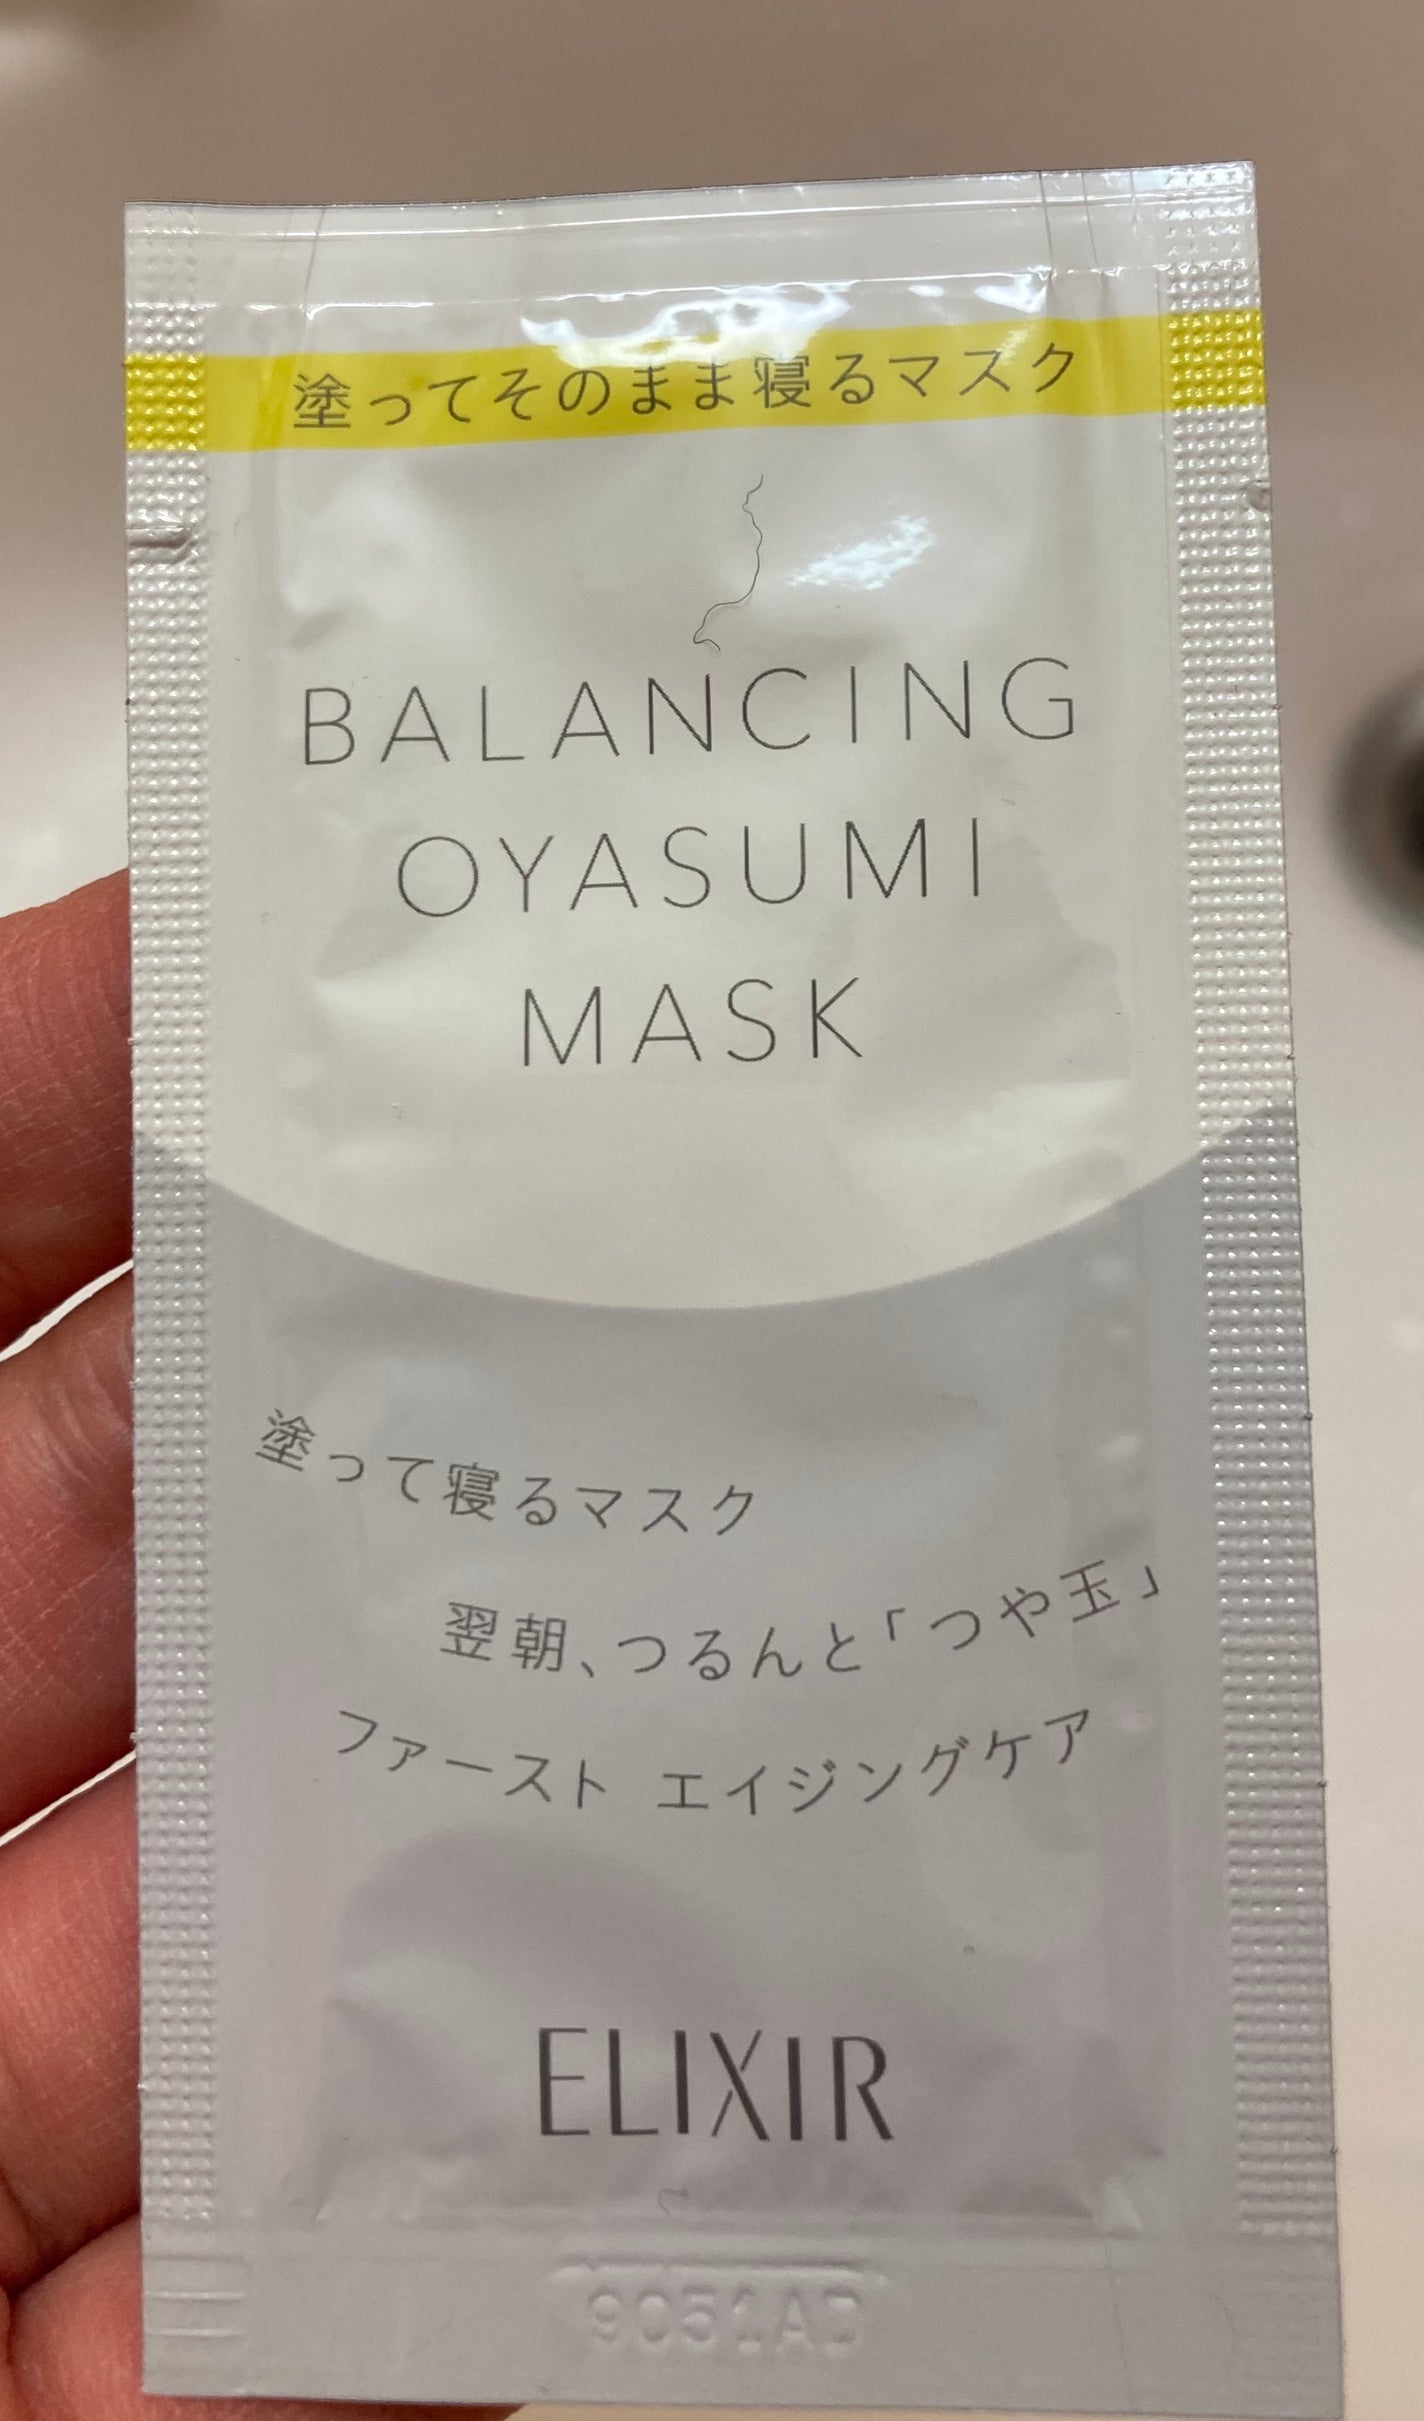 塗ってそのまま寝るマスク
BALANCING
OYASUMI
MASK
塗って寝るマスク
翌朝、つるんと「つや玉」
ファースト エイジングケア
ELIXIR
9051AD